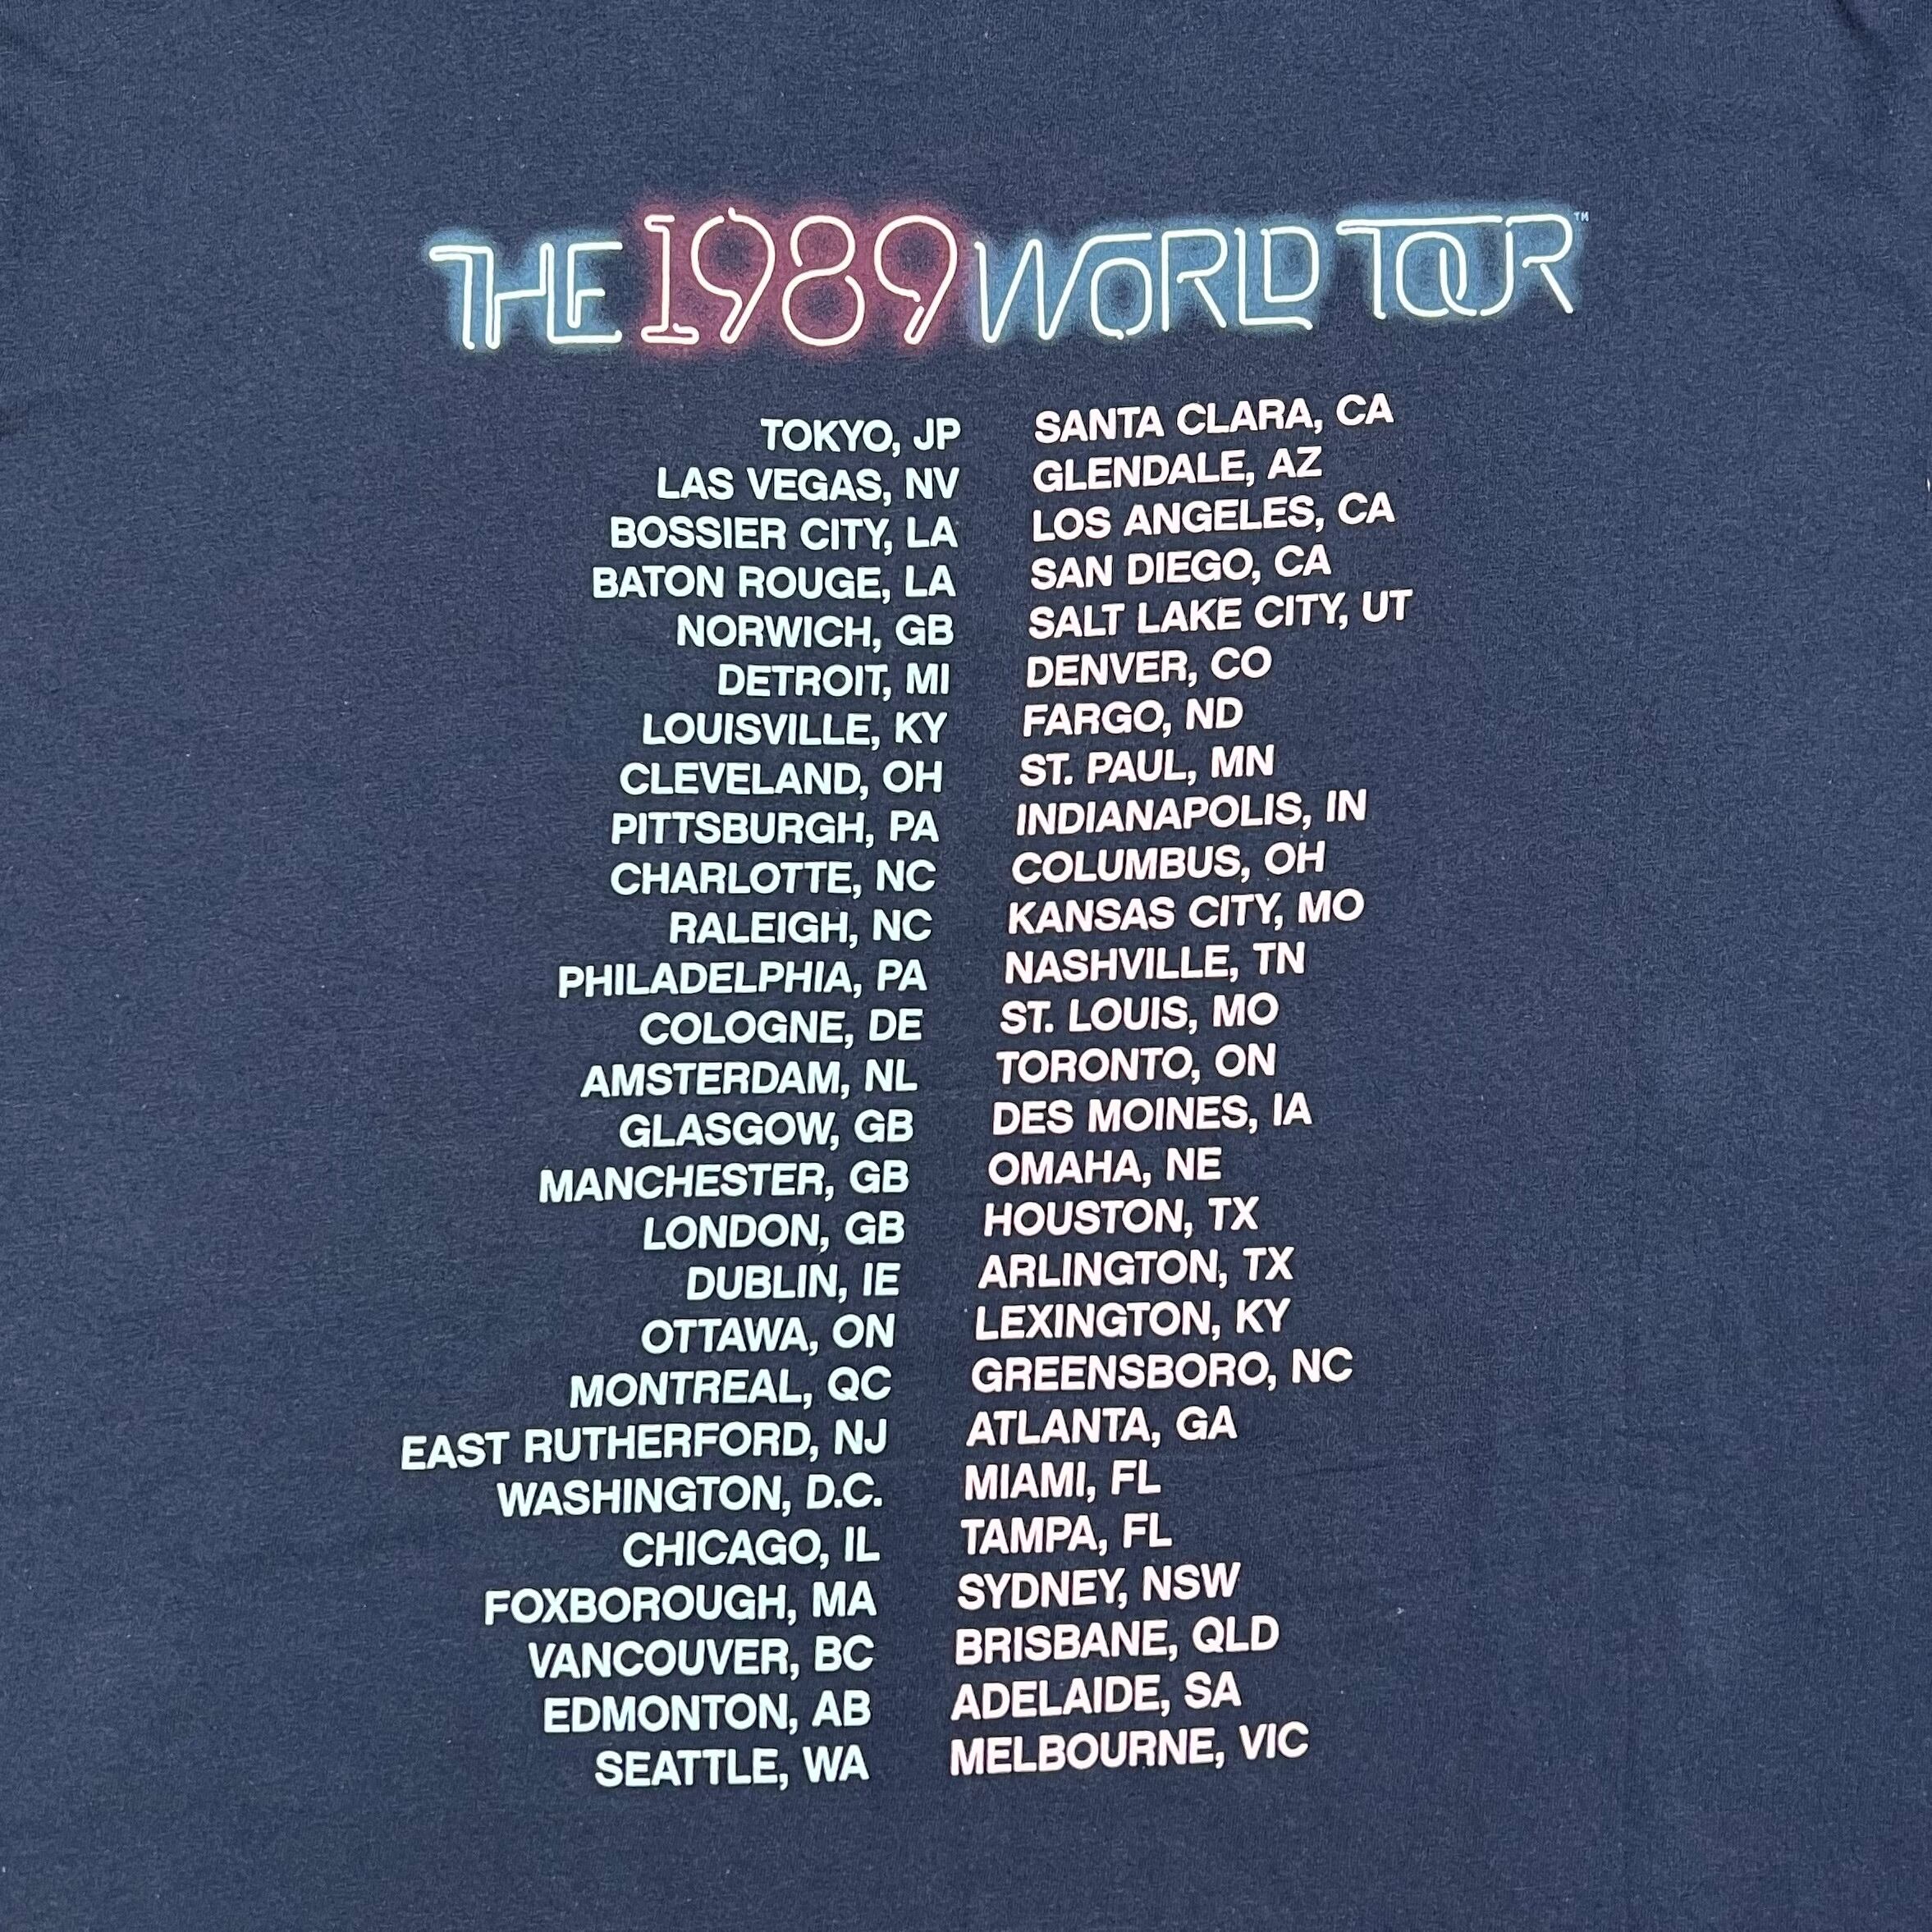 THE 1989 WORLD TOUR™
TOKYO, JP
LAS VEGAS, NV
BOSSIER CITY, LA
BATON ROUGE, LA
NORWICH, GB
DETROIT, MI
LOUISVILLE, KY
CLEVELAND, OH
PITTSBURGH, PA
CHARLOTTE, NC
RALEIGH, NC
PHILADELPHIA, PA
COLOGNE, DE
AMSTERDAM, NL
GLASGOW, GB
MANCHESTER, GB
LONDON, GB
DUBLIN, IE
OTTAWA, ON
MONTREAL, QC
EAST RUTHERFORD, NJ
WASHINGTON, D.C.
CHICAGO, IL
FOXBOROUGH, MA
VANCOUVER, BC
EDMONTON, AB
SEATTLE, WA
SANTA CLARA, CA
GLENDALE, AZ
LOS ANGELES, CA
SAN DIEGO, CA
SALT LAKE CITY, UT
DENVER, CO
FARGO, ND
ST. PAUL, MN
INDIANAPOLIS, IN
COLUMBUS, OH
KANSAS CITY, MO
NASHVILLE, TN
ST. LOUIS, MO
TORONTO, ON
DES MOINES, IA
OMAHA, NE
HOUSTON, TX
ARLINGTON, TX
LEXINGTON, KY
GREENSBORO, NC
ATLANTA, GA
MIAMI, FL
TAMPA, FL
SYDNEY, NSW
BRISBANE, QLD
ADELAIDE, SA
MELBOURNE, VIC